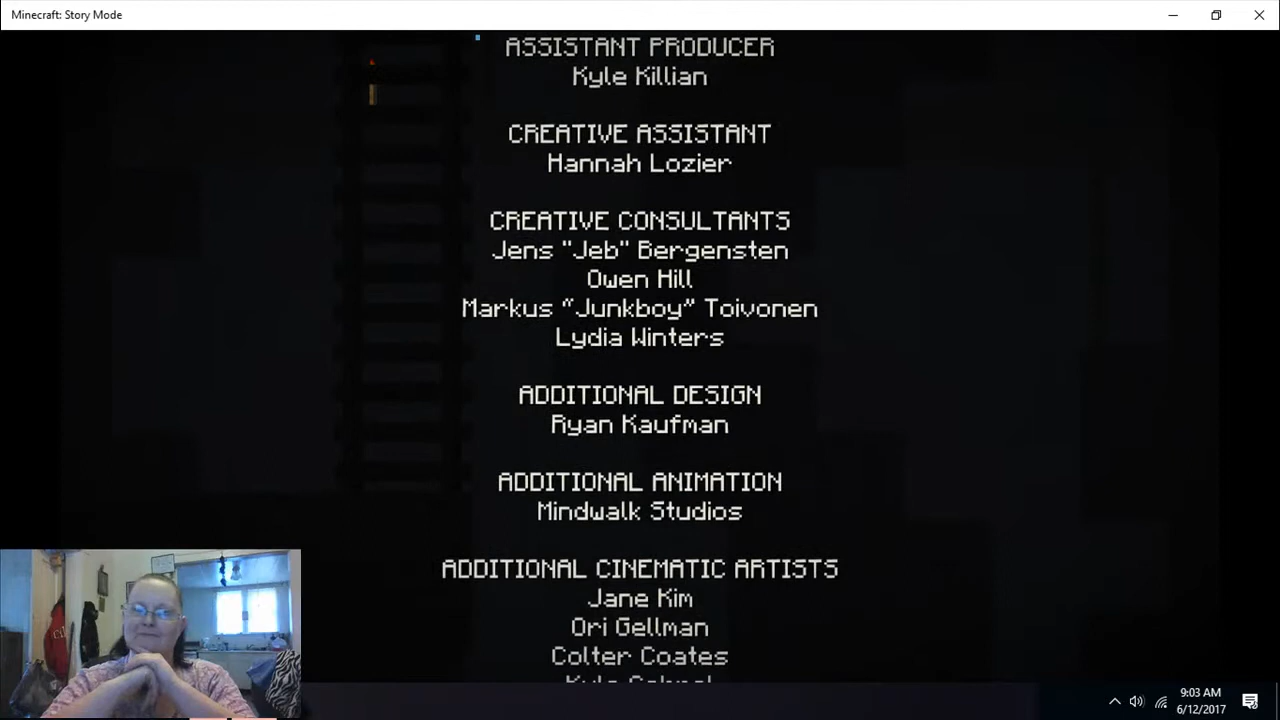 Minecraft: Story Mode
ASSISTANT PRODUCER
Kyle Killian
CREATIVE ASSISTANT
Hannah Lozier
CREATIVE CONSULTANTS
Jens "Jeb" Bergensten
Owen Hill
Markus "Junkboy" Toivonen
Lydia Winters
ADDITIONAL DESIGN
Ryan Kaufman
ADDITIONAL ANIMATION
Mindwalk Studios
ADDITIONAL CINEMATIC ARTISTS
Jane Kim
Ori Gellman
Colter Coates
9:03 AM
6/12/2017